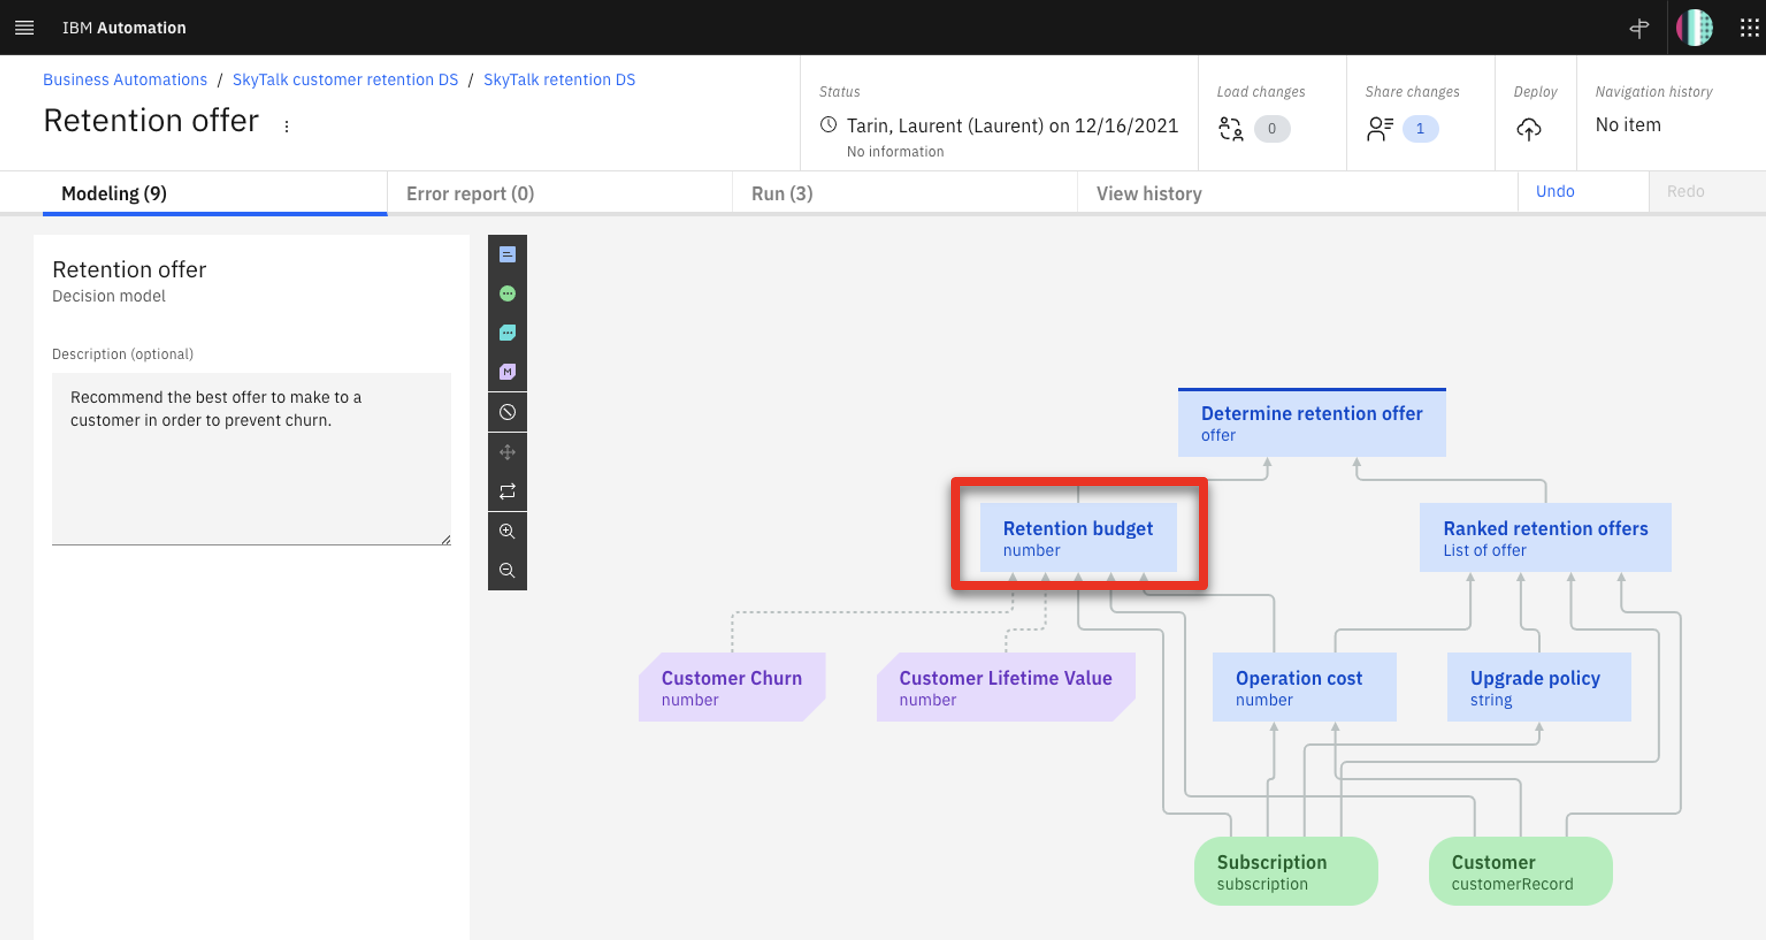 IBM Automation
Business Automations / SkyTalk customer retention DS / SkyTalk retention DS
Retention offer
Status
Tarin, Laurent (Laurent) on 12/16/2021
No information
Load changes
0
Share changes
1
Deploy
Navigation history
No item
Modeling (9)
Error report (0)
Run (3)
View history
Undo
Redo
Retention offer
Decision model
Description (optional)
Recommend the best offer to make to a
customer in order to prevent churn.
M
Determine retention offer
offer
Retention budget
number
Ranked retention offers
List of offer
Customer Churn
number
Customer Lifetime Value
number
Operation cost
number
Upgrade policy
string
Subscription
subscription
Customer
customerRecord